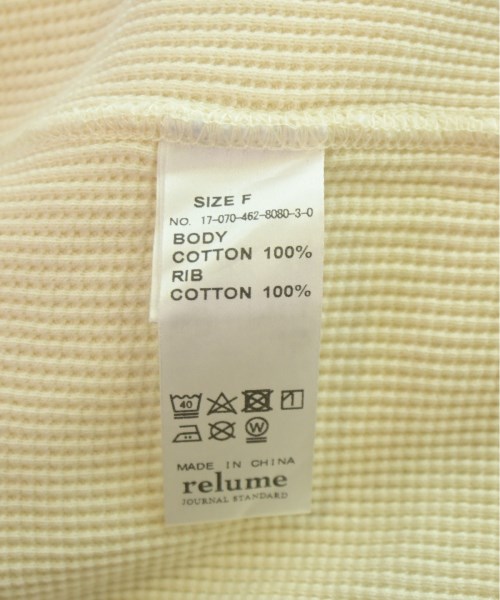 SIZE F
NO. 17-070-462-8080-3-0
BODY
COTTON 100%
RIB
COTTON 100%
40
W
MADE IN CHINA
relume
JOURNAL STANDARD